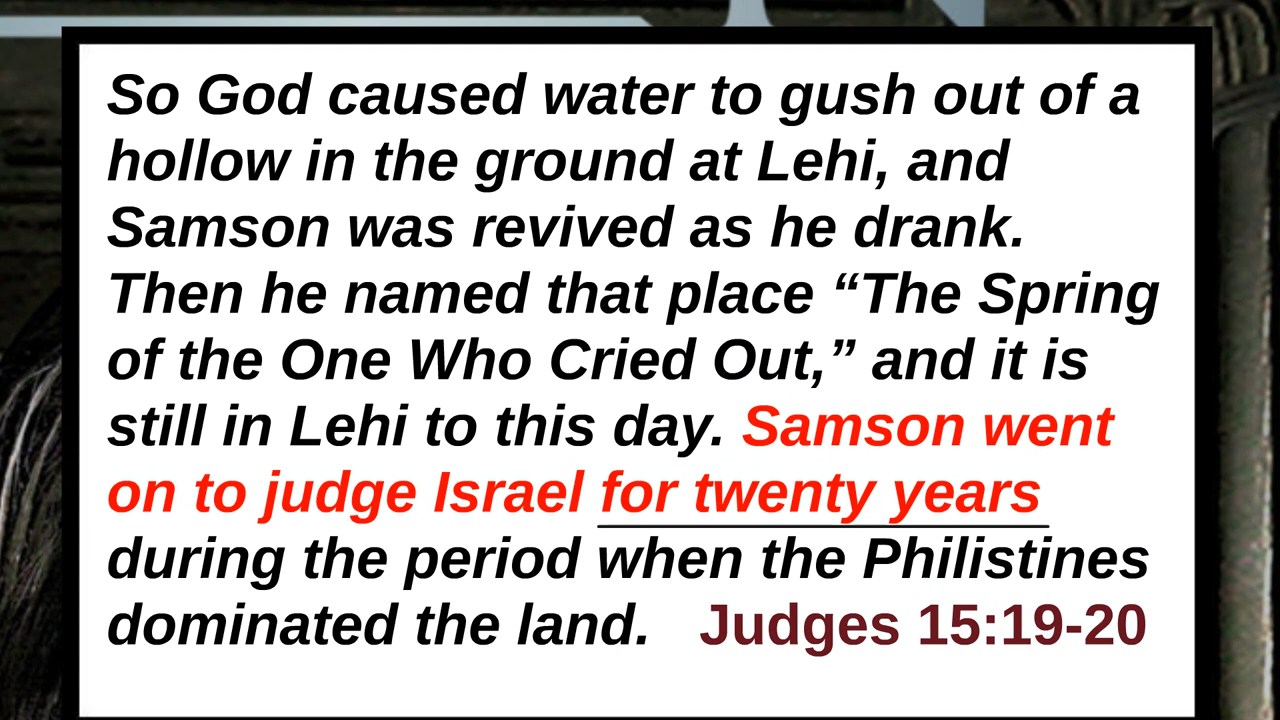 So God caused water to gush out of a
hollow in the ground at Lehi, and
Samson was revived as he drank.
Then he named that place “The Spring
of the One Who Cried Out,” and it is
still in Lehi to this day. Samson went
on to judge Israel for twenty years
during the period when the Philistines
dominated the land. Judges 15:19-20